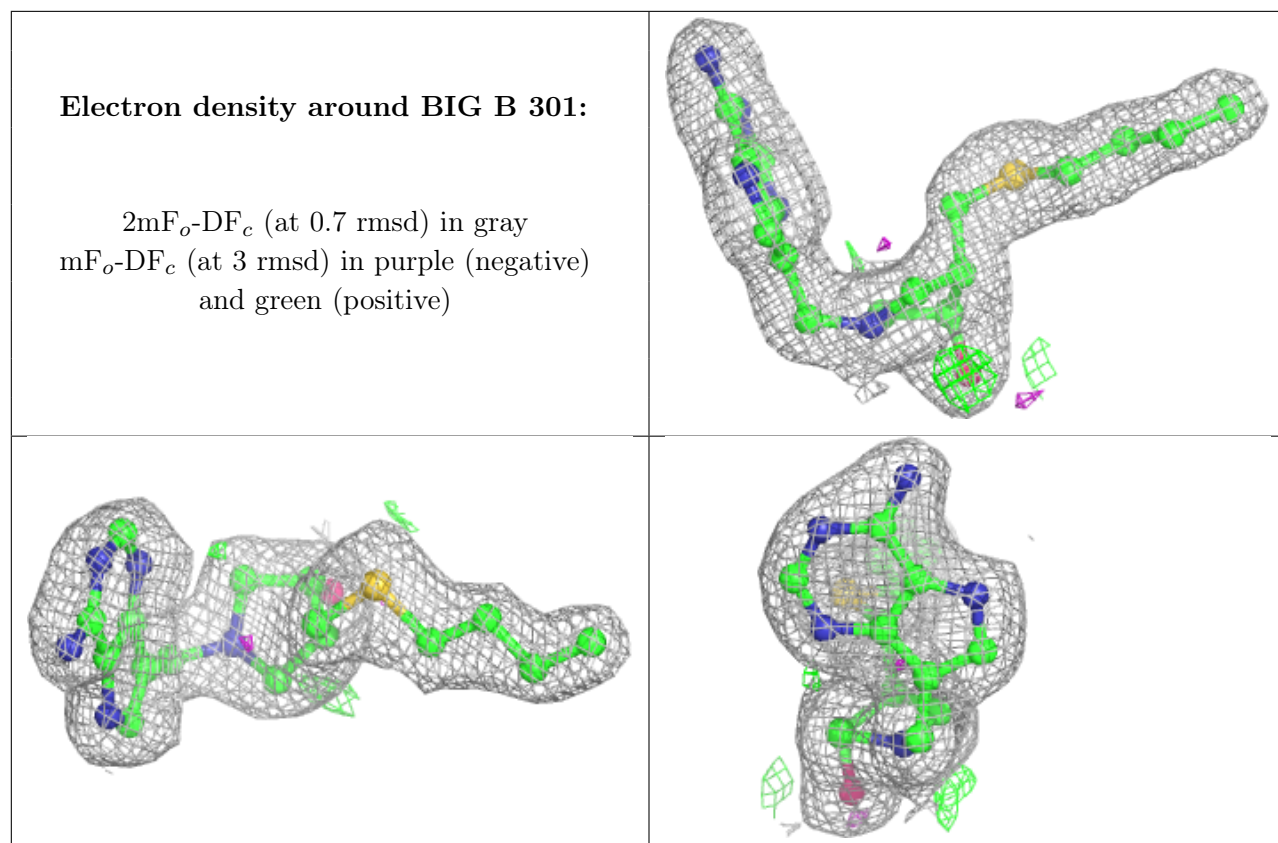 Electron density around BIG B 301:
2mFo-DFc (at 0.7 rmsd) in gray
mFo-DFc (at 3 rmsd) in purple (negative)
and green (positive)